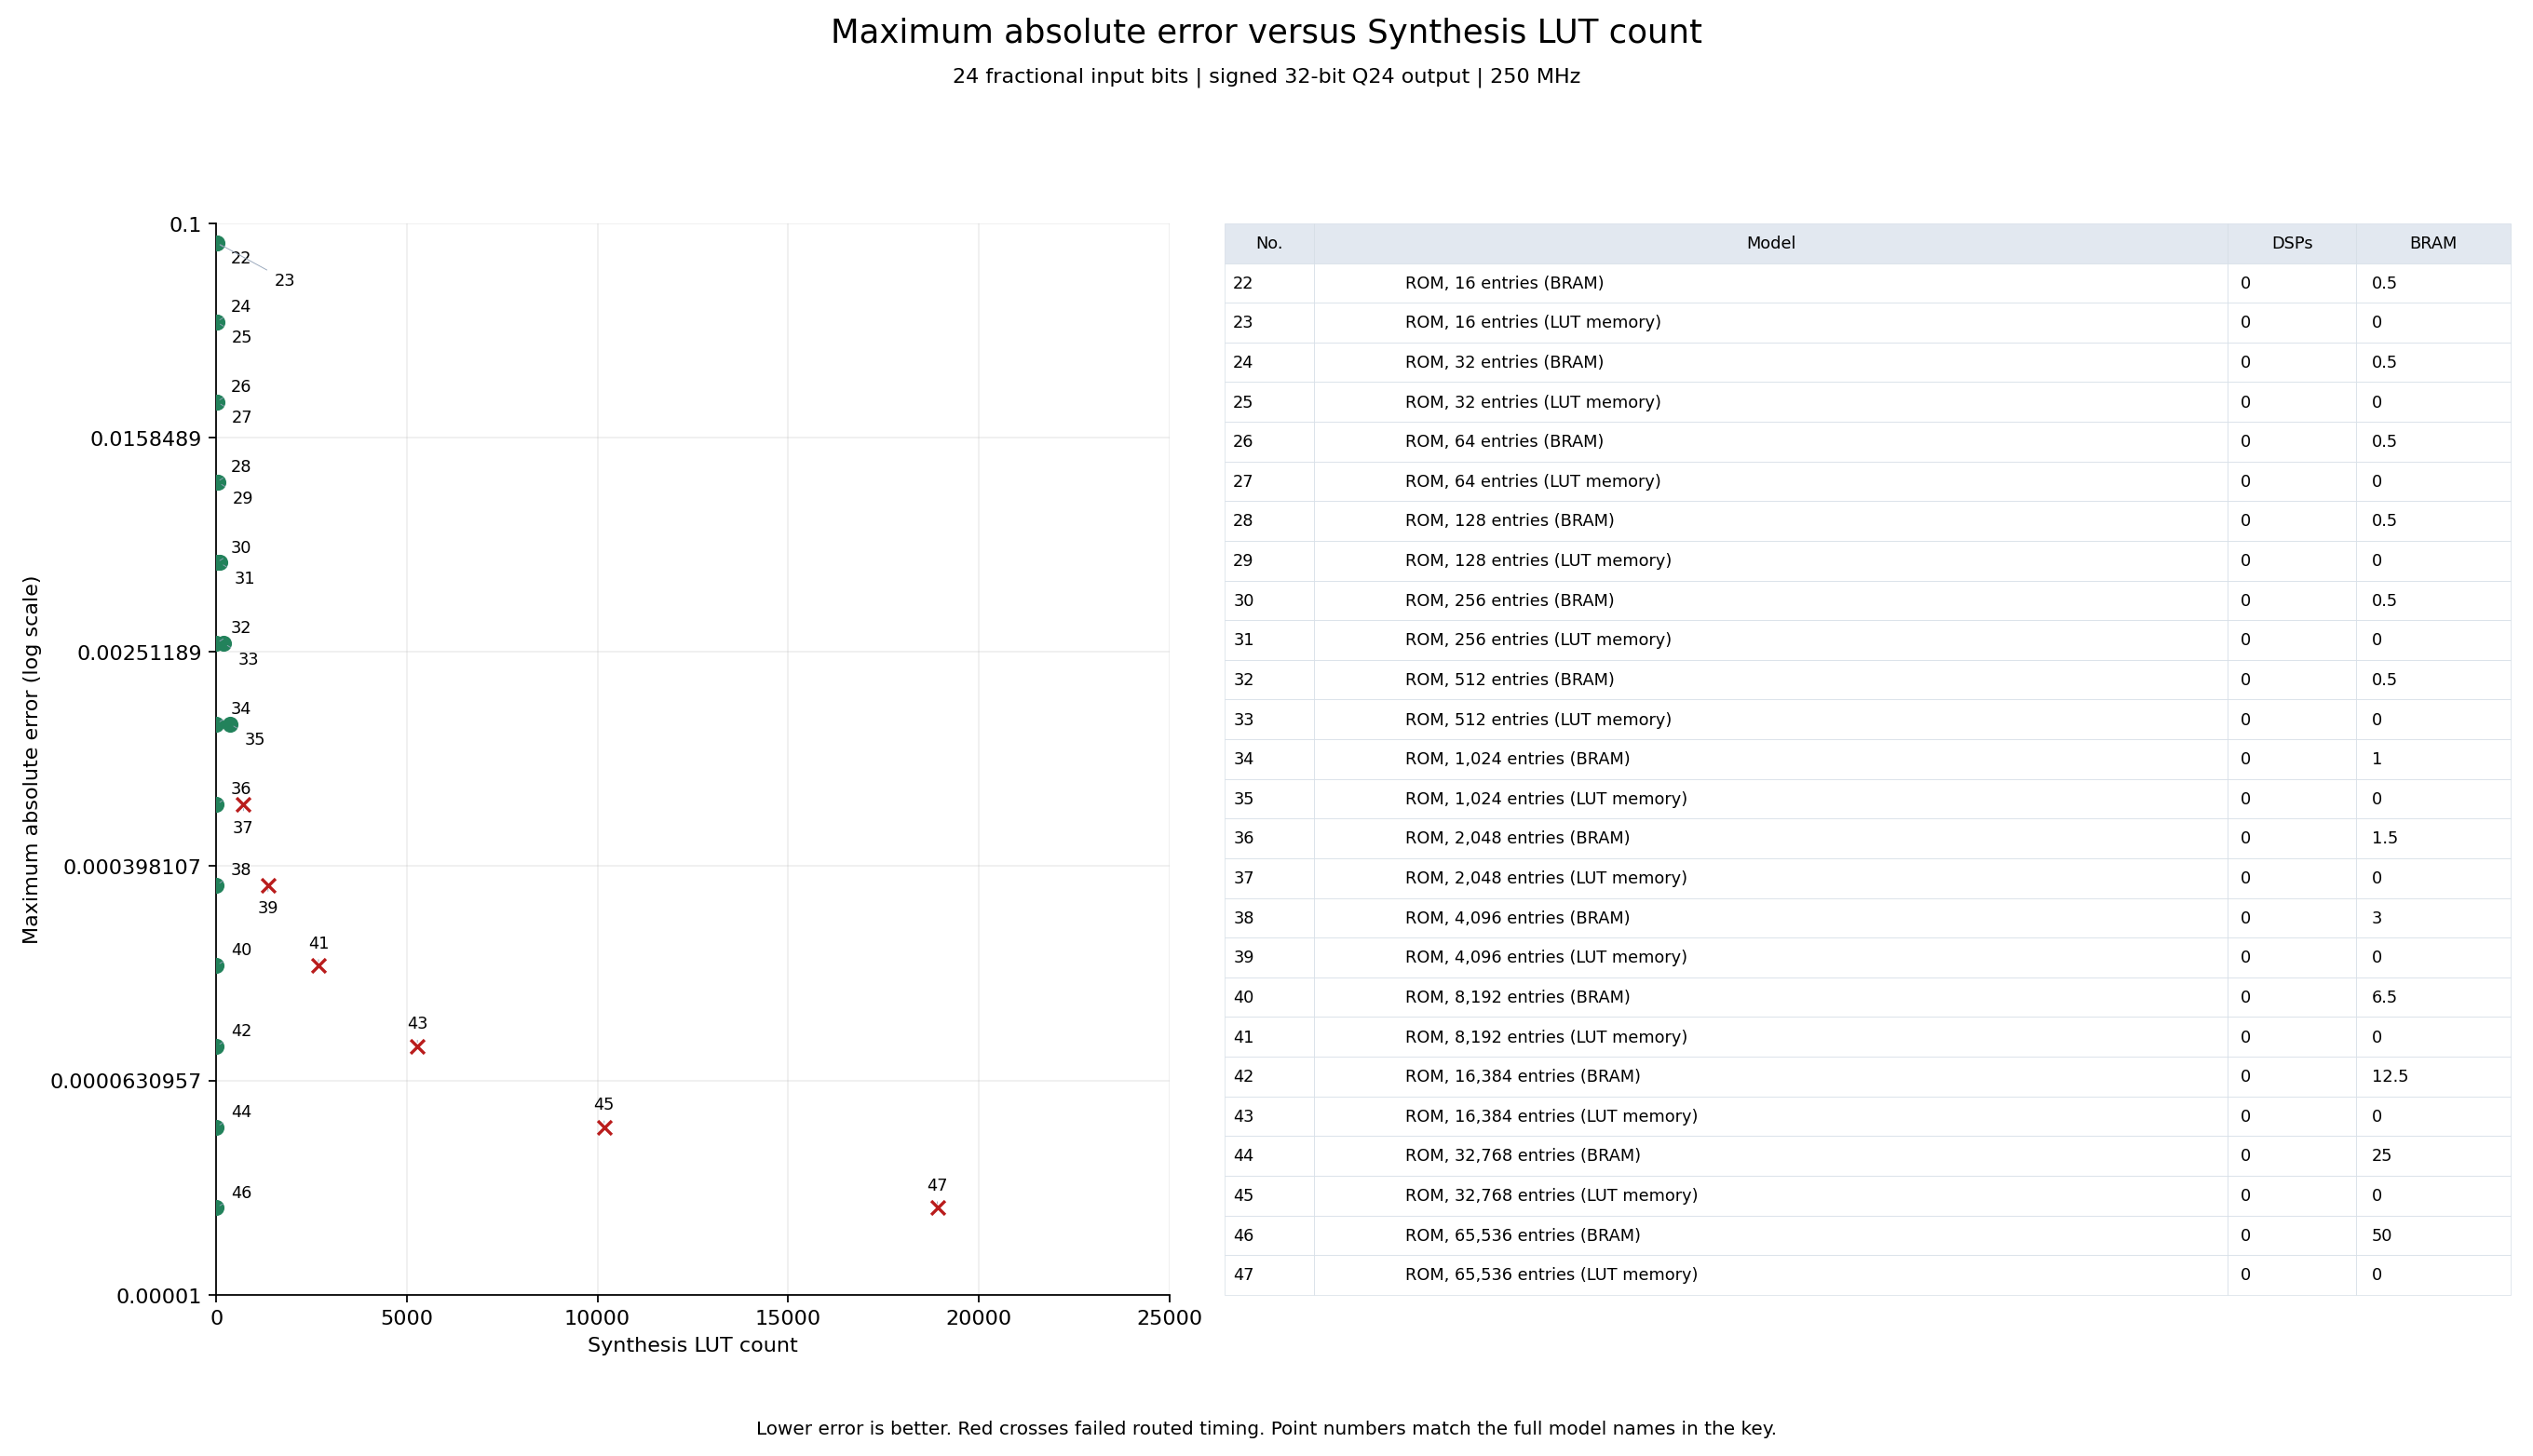 Maximum absolute error versus Synthesis LUT count
24 fractional input bits | signed 32-bit Q24 output | 250 MHz
Maximum absolute error (log scale)
0.1
0.0158489
0.00251189
0.000398107
0.0000630957
0.00001
22
23
24
25
26
27
28
29
30
31
32
33
34
35
36
37
38
39
40
41
42
43
44
45
46
47
0 5000 10000 15000 20000 25000
Synthesis LUT count
No. Model DSPs BRAM
22 ROM, 16 entries (BRAM) 0 0.5
23 ROM, 16 entries (LUT memory) 0 0
24 ROM, 32 entries (BRAM) 0 0.5
25 ROM, 32 entries (LUT memory) 0 0
26 ROM, 64 entries (BRAM) 0 0.5
27 ROM, 64 entries (LUT memory) 0 0
28 ROM, 128 entries (BRAM) 0 0.5
29 ROM, 128 entries (LUT memory) 0 0
30 ROM, 256 entries (BRAM) 0 0.5
31 ROM, 256 entries (LUT memory) 0 0
32 ROM, 512 entries (BRAM) 0 0.5
33 ROM, 512 entries (LUT memory) 0 0
34 ROM, 1,024 entries (BRAM) 0 1
35 ROM, 1,024 entries (LUT memory) 0 0
36 ROM, 2,048 entries (BRAM) 0 1.5
37 ROM, 2,048 entries (LUT memory) 0 0
38 ROM, 4,096 entries (BRAM) 0 3
39 ROM, 4,096 entries (LUT memory) 0 0
40 ROM, 8,192 entries (BRAM) 0 6.5
41 ROM, 8,192 entries (LUT memory) 0 0
42 ROM, 16,384 entries (BRAM) 0 12.5
43 ROM, 16,384 entries (LUT memory) 0 0
44 ROM, 32,768 entries (BRAM) 0 25
45 ROM, 32,768 entries (LUT memory) 0 0
46 ROM, 65,536 entries (BRAM) 0 50
47 ROM, 65,536 entries (LUT memory) 0 0
Lower error is better. Red crosses failed routed timing. Point numbers match the full model names in the key.